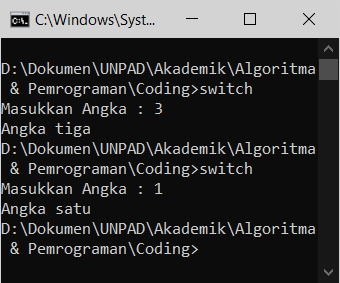 C:\Windows\Syst...
D:\Dokumen\UNPAD\Akademik\Algoritma
& Pemrograman\Coding>switch
Masukkan Angka : 3
Angka tiga
D:\Dokumen\UNPAD\Akademik\Algoritma
& Pemrograman\Coding>switch
Masukkan Angka : 1
Angka satu
D:\Dokumen\UNPAD\Akademik\Algoritma
& Pemrograman\Coding>